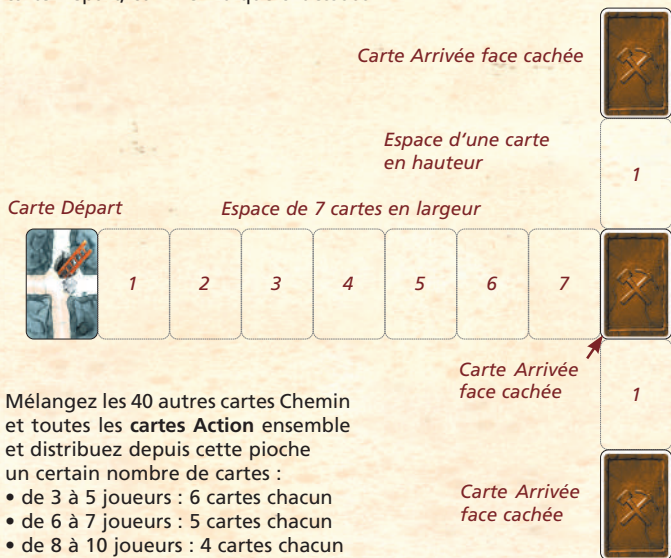 Carte Arrivée face cachée
Espace d'une carte
en hauteur
1
Carte Départ
Espace de 7 cartes en largeur
1 2 3 4 5 6 7
Carte Arrivée
face cachée
1
Mélangez les 40 autres cartes Chemin
et toutes les cartes Action ensemble
et distribuez depuis cette pioche
un certain nombre de cartes :
• de 3 à 5 joueurs : 6 cartes chacun
• de 6 à 7 joueurs : 5 cartes chacun
• de 8 à 10 joueurs : 4 cartes chacun
Carte Arrivée
face cachée